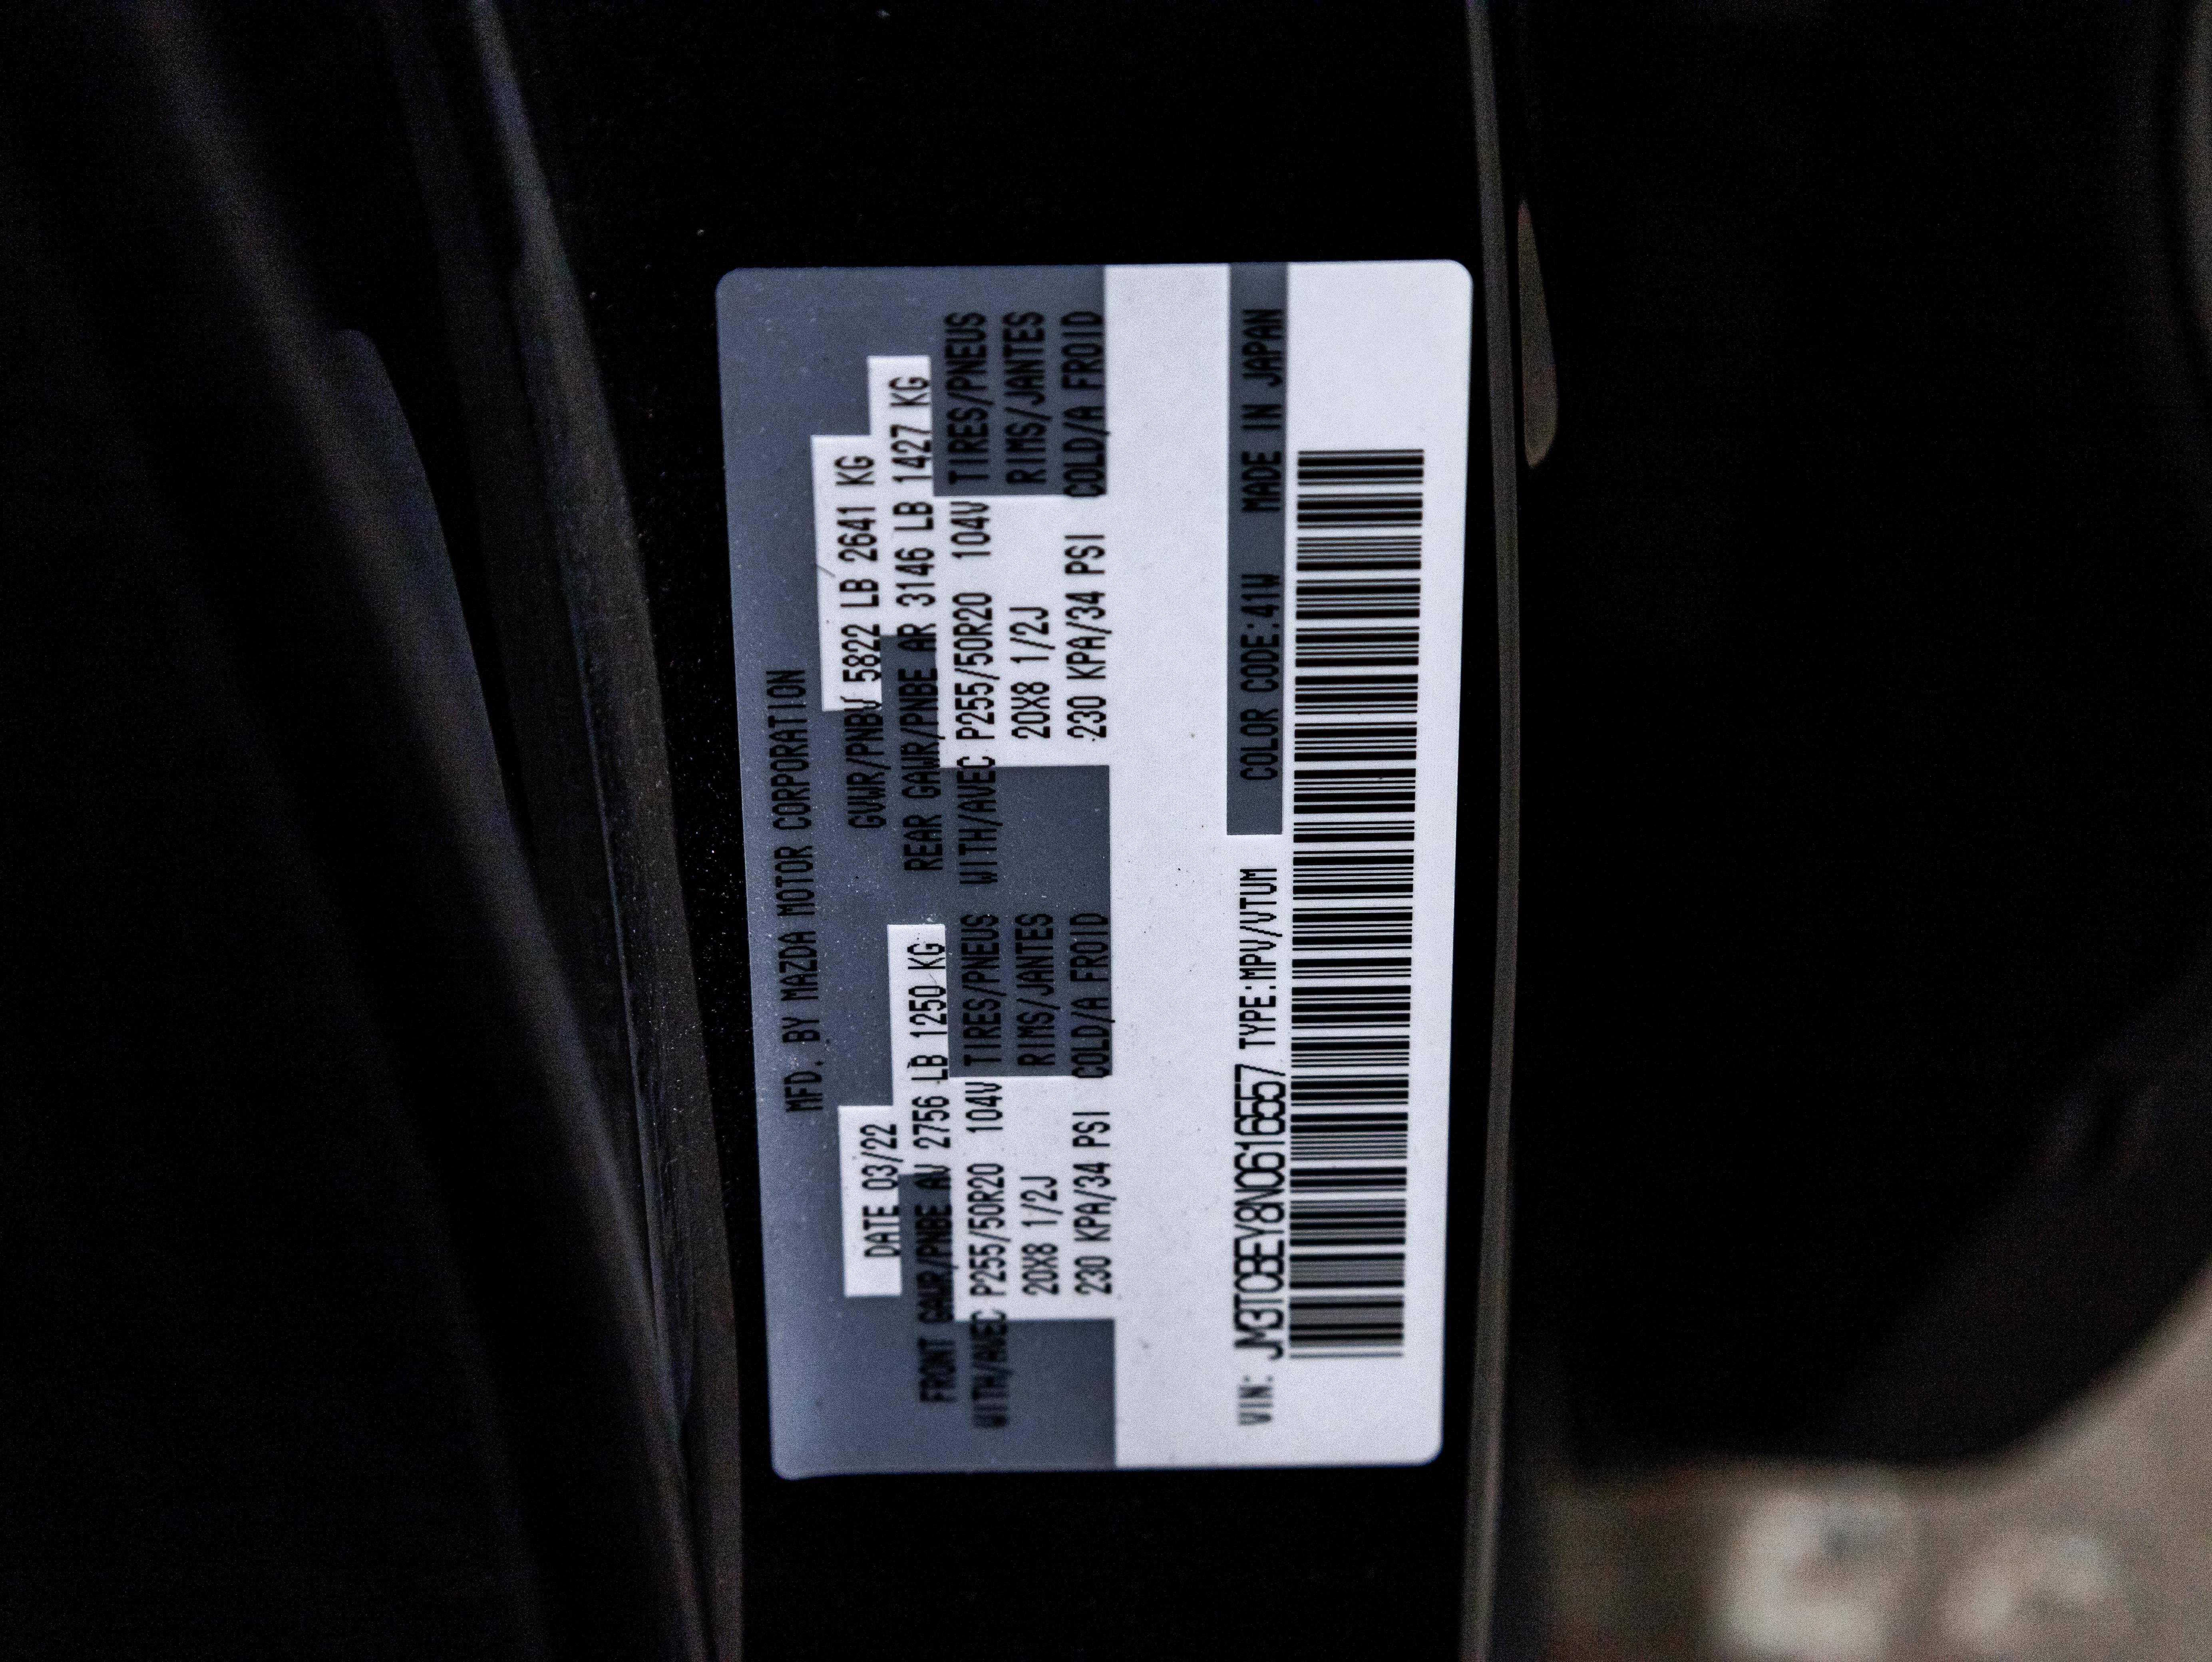 MFD. BY MAZDA MOTOR CORPORATION
DATE 03/22 GVWR/PNBV 5822 LB 2641 KG
FRONT GAWR/PNBE AV 2756 LB 1250 KG REAR GAWR/PNBE AR 3146 LB 1427 KG
WITH/AVEC P255/50R20 104V TIRES/PNEUS WITH/AVEC P255/50R20 104V TIRES/PNEUS
20X8 1/2J RIMS/JANTES 20X8 1/2J RIMS/JANTES
230 KPA/34 PSI COLD/A FROID 230 KPA/34 PSI COLD/A FROID
VIN: JM3TCBEY8N0616557 TYPE:MPV/VTUM COLOR CODE:41W MADE IN JAPAN